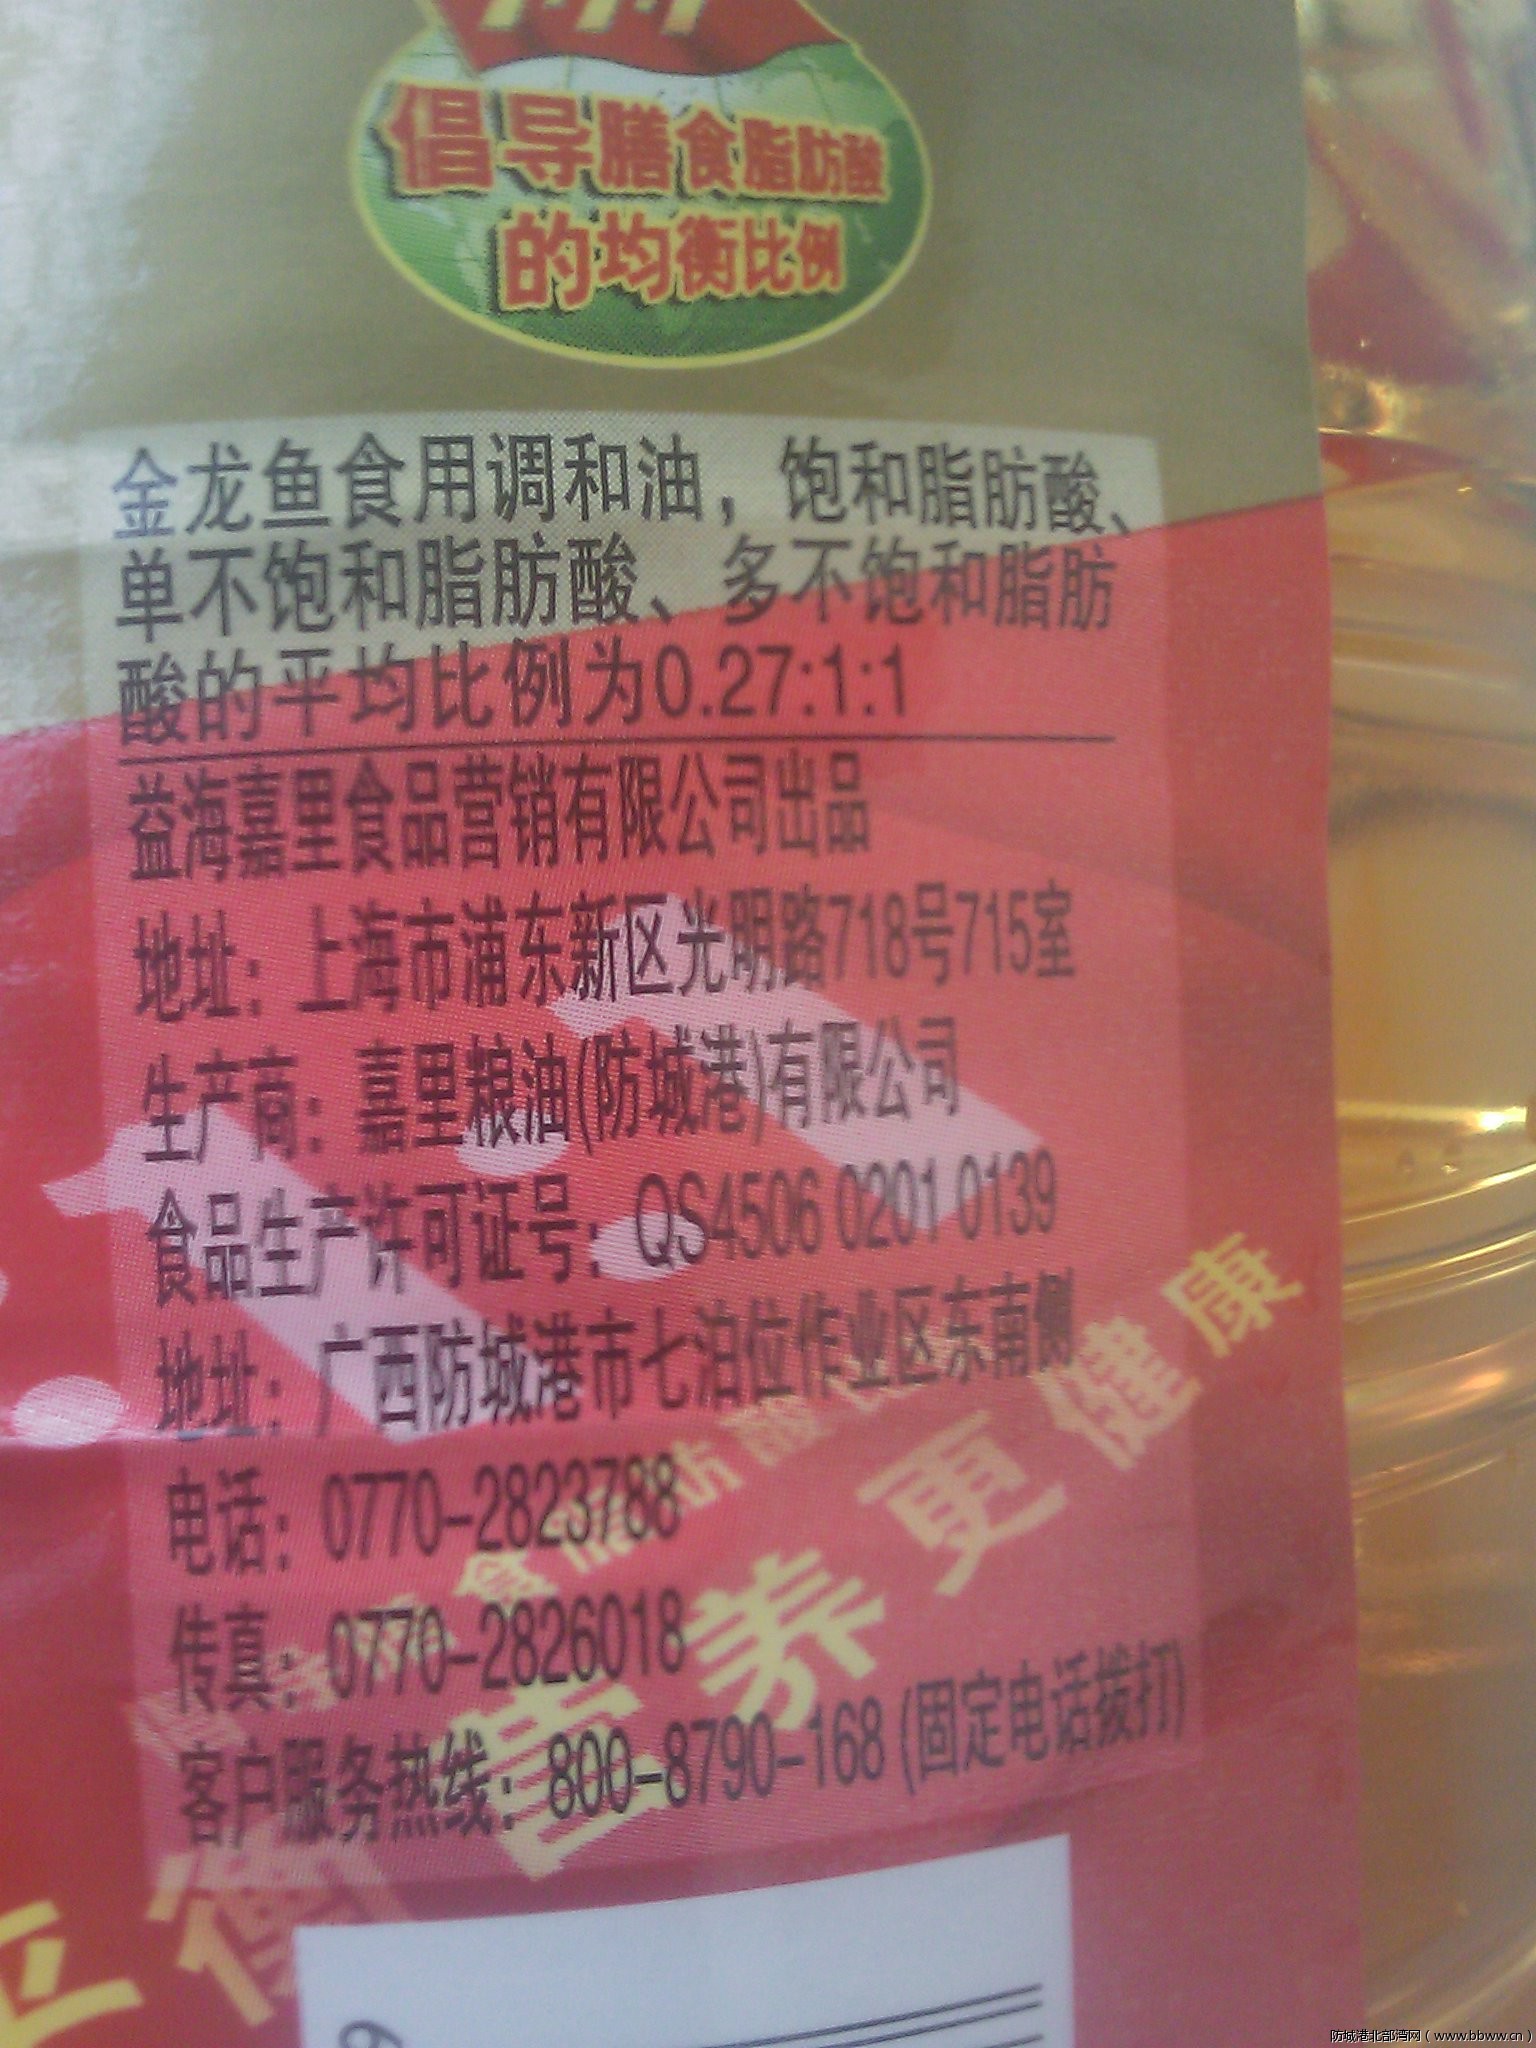 倡导膳食脂肪酸
的均衡比例
金龙鱼食用调和油，饱和脂肪酸、
单不饱和脂肪酸、多不饱和脂肪
酸的平均比例为0.27:1:1
益海嘉里食品营销有限公司出品
地址：上海市浦东新区光明路718号715室
生产商：嘉里粮油(防城港)有限公司
食品生产许可证号：QS4506 0201 0139
地址：广西防城港市七泊位作业区东南侧
电话：0770-2823788
传真：0770-2826018
客户服务热线：800-8790-168 (固定电话拨打)
衡 营 养 更 健 康
防城港北部湾网（www.bbww.cn）